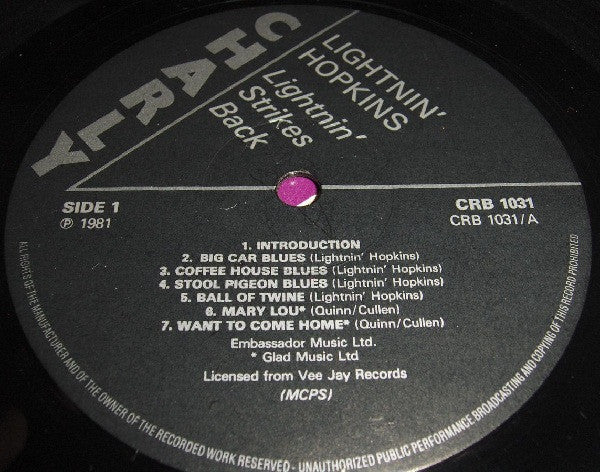 CHARLY
LIGHTNIN'
HOPKINS
Lightnin'
Strikes
Back
SIDE 1
℗ 1981
CRB 1031
CRB 1031/A
1. INTRODUCTION
2. BIG CAR BLUES (Lightnin' Hopkins)
3. COFFEE HOUSE BLUES (Lightnin' Hopkins)
4. STOOL PIGEON BLUES (Lightnin' Hopkins)
5. BALL OF TWINE (Lightnin' Hopkins)
6. MARY LOU* (Quinn/Cullen)
7. WANT TO COME HOME* (Quinn/Cullen)
Embassador Music Ltd.
* Glad Music Ltd
Licensed from Vee Jay Records
(MCPS)
ALL RIGHTS OF THE MANUFACTURER AND OF THE OWNER OF THE RECORDED WORK RESERVED - UNAUTHORIZED PUBLIC PERFORMANCE BROADCASTING AND COPYING OF THIS RECORD PROHIBITED